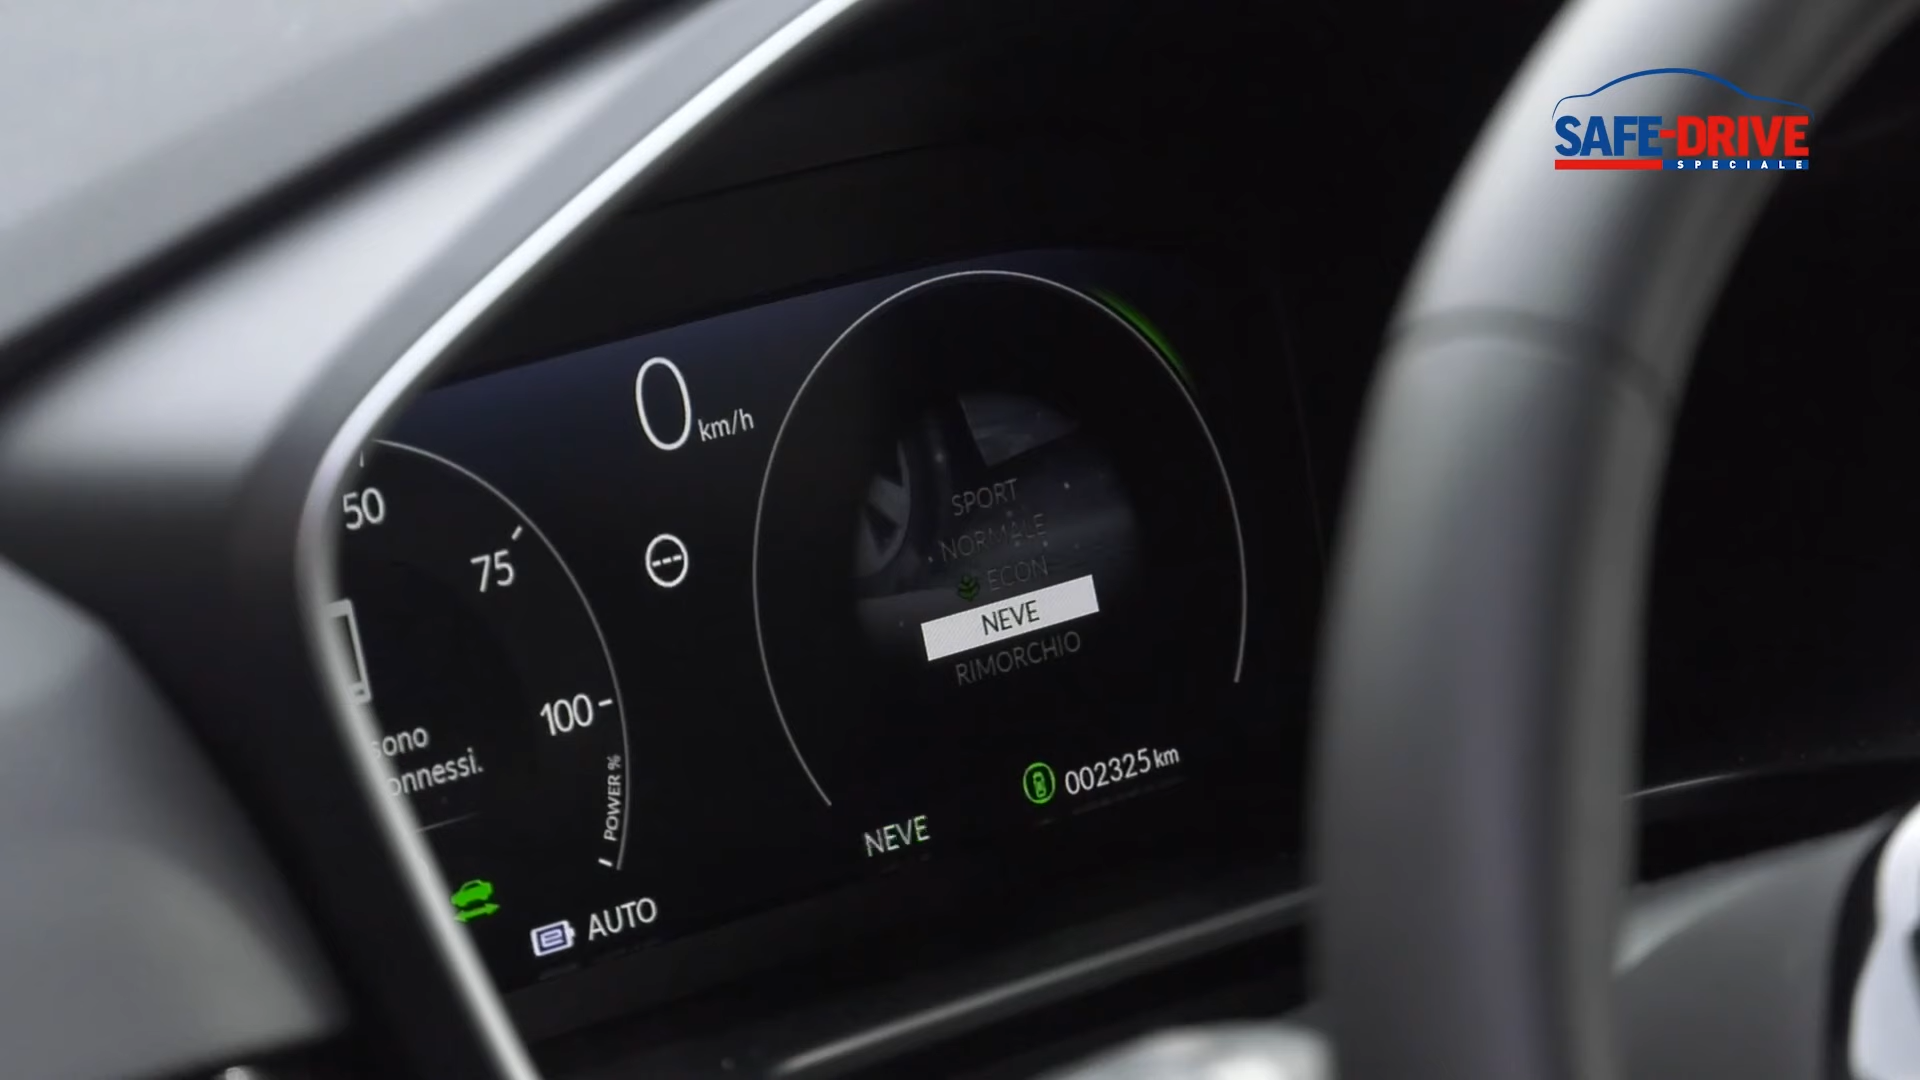 SAFE-DRIVE
SPECIALE
0 km/h
50
75
100
POWER %
sono
onnessi.
AUTO
SPORT
NORMALE
ECON
NEVE
RIMORCHIO
NEVE
002325 km